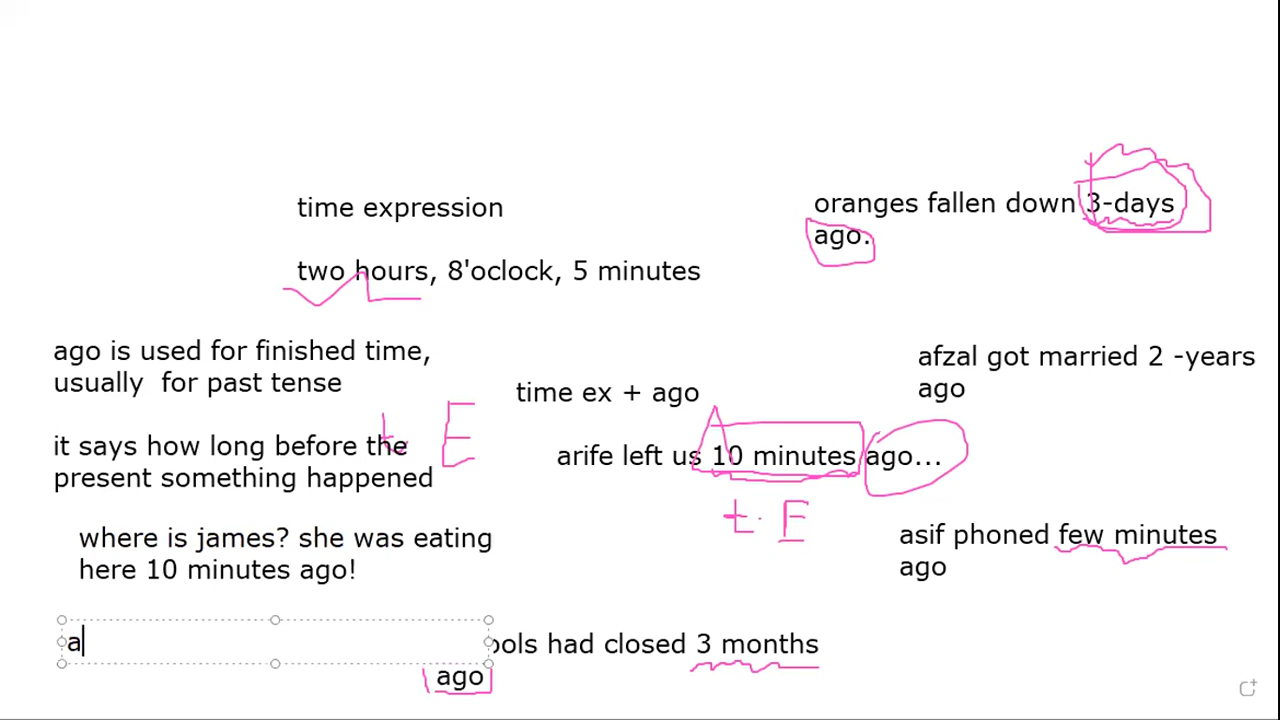 time expression
two hours, 8'oclock, 5 minutes
oranges fallen down 3-days
ago.
ago is used for finished time,
usually for past tense
time ex + ago
afzal got married 2 -years
ago
it says how long before the
present something happened
t. E
arife left us 10 minutes ago...
t. E
where is james? she was eating
here 10 minutes ago!
asif phoned few minutes
ago
a
had closed 3 months
ago